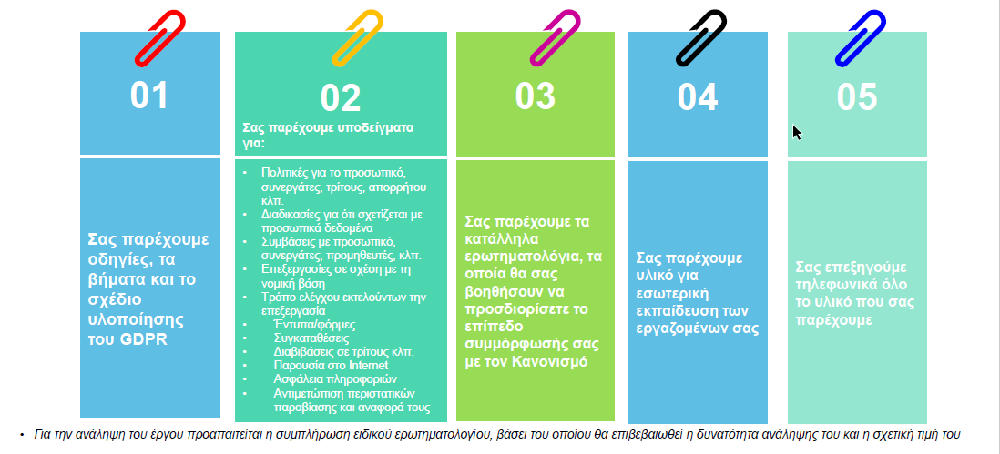 01
Σας παρέχουμε
οδηγίες, τα
βήματα και το
σχέδιο
υλοποίησης
του GDPR
02
Σας παρέχουμε υποδείγματα
για:
• Πολιτικές για το προσωπικό,
συνεργάτες, τρίτους, απορρήτου
κλπ.
• Διαδικασίες για ότι σχετίζεται με
προσωπικά δεδομένα
• Συμβάσεις με προσωπικό,
συνεργάτες, προμηθευτές, κλπ.
• Επεξεργασίες σε σχέση με τη
νομική βάση
• Τρόπο ελέγχου εκτελούντων την
επεξεργασία
• Έντυπα/φόρμες
• Συγκαταθέσεις
• Διαβιβάσεις σε τρίτους κλπ.
• Παρουσία στο Internet
• Ασφάλεια πληροφοριών
• Αντιμετώπιση περιστατικών
παραβίασης και αναφορά τους
03
Σας παρέχουμε τα
κατάλληλα
ερωτηματολόγια, τα
οποία θα σας
βοηθήσουν να
προσδιορίσετε το
επίπεδο
συμμόρφωσής σας
με τον Κανονισμό
04
Σας παρέχουμε
υλικό για
εσωτερική
εκπαίδευση των
εργαζομένων σας
05
Σας επεξηγούμε
τηλεφωνικά όλο
το υλικό που σας
παρέχουμε
• Για την ανάληψη του έργου προαπαιτείται η συμπλήρωση ειδικού ερωτηματολογίου, βάσει του οποίου θα επιβεβαιωθεί η δυνατότητα ανάληψης του και η σχετική τιμή του